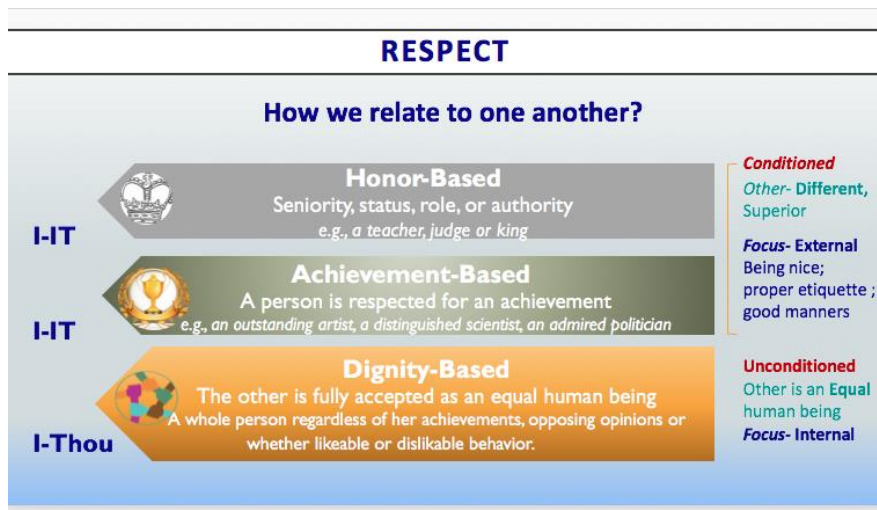 RESPECT
How we relate to one another?
I-IT
Honor-Based
Seniority, status, role, or authority
e.g., a teacher, judge or king
I-IT
Achievement-Based
A person is respected for an achievement
e.g., an outstanding artist, a distinguished scientist, an admired politician
I-Thou
Dignity-Based
The other is fully accepted as an equal human being
A whole person regardless of her achievements, opposing opinions or
whether likeable or dislikable behavior.
Conditioned
Other- Different,
Superior
Focus- External
Being nice;
proper etiquette ;
good manners
Unconditioned
Other is an Equal
human being
Focus- Internal